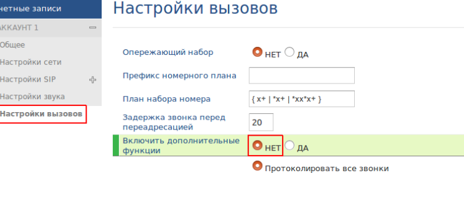 четные записи
Настройки вызовов
АККАУНТ 1
Общее
Настройки сети
Настройки SIP
Настройки звука
Настройки вызовов
Опережающий набор НЕТ ДА
Префикс номерного плана
План набора номера { x+ | *x+ | *xx*x+ }
Задержка звонка перед
переадресацией 20
Включить дополнительные
функции НЕТ ДА
Протоколировать все звонки